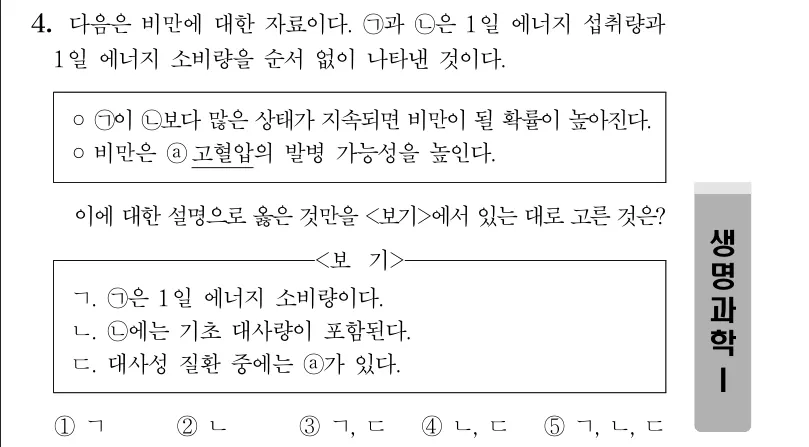 4. 다음은 비만에 대한 자료이다. ㉠과 ㉡은 1일 에너지 섭취량과
1일 에너지 소비량을 순서 없이 나타낸 것이다.
○ ㉠이 ㉡보다 많은 상태가 지속되면 비만이 될 확률이 높아진다.
○ 비만은 ⓐ 고혈압의 발병 가능성을 높인다.
이에 대한 설명으로 옳은 것만을 <보기>에서 있는 대로 고른 것은?
<보 기>
ㄱ. ㉠은 1일 에너지 소비량이다.
ㄴ. ㉡에는 기초 대사량이 포함된다.
ㄷ. 대사성 질환 중에는 ⓐ가 있다.
① ㄱ ② ㄴ ③ ㄱ, ㄷ ④ ㄴ, ㄷ ⑤ ㄱ, ㄴ, ㄷ
생명과학 I